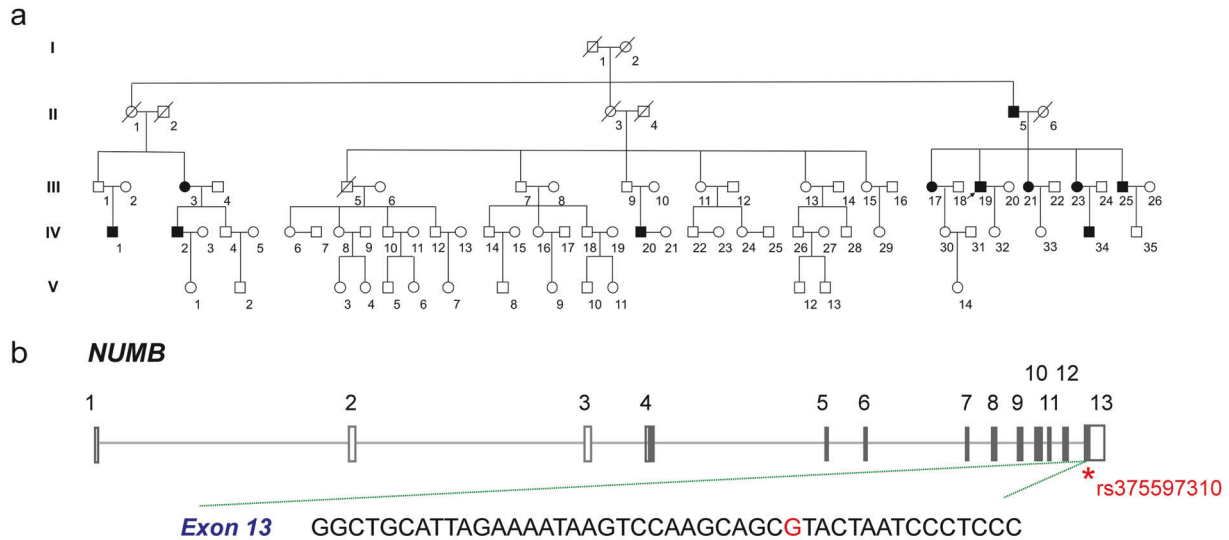 a
I
1 2
II
1 2 3 4 5 6
III
1 2 3 4 5 6 7 8 9 10 11 12 13 14 15 16 17 18 19 20 21 22 23 24 25 26
IV
1 2 3 4 5 6 7 8 9 10 11 12 13 14 15 16 17 18 19 20 21 22 23 24 25 26 27 28 29 30 31 32 33 34 35
V
1 2 3 4 5 6 7 8 9 10 11 12 13 14
b NUMB
10 12
1 2 3 4 5 6 7 8 9 11 13
* rs375597310
Exon 13 GGCTGCATTAGAAAATAAGTCCAAGCAGCGTACTAATCCCTCCC